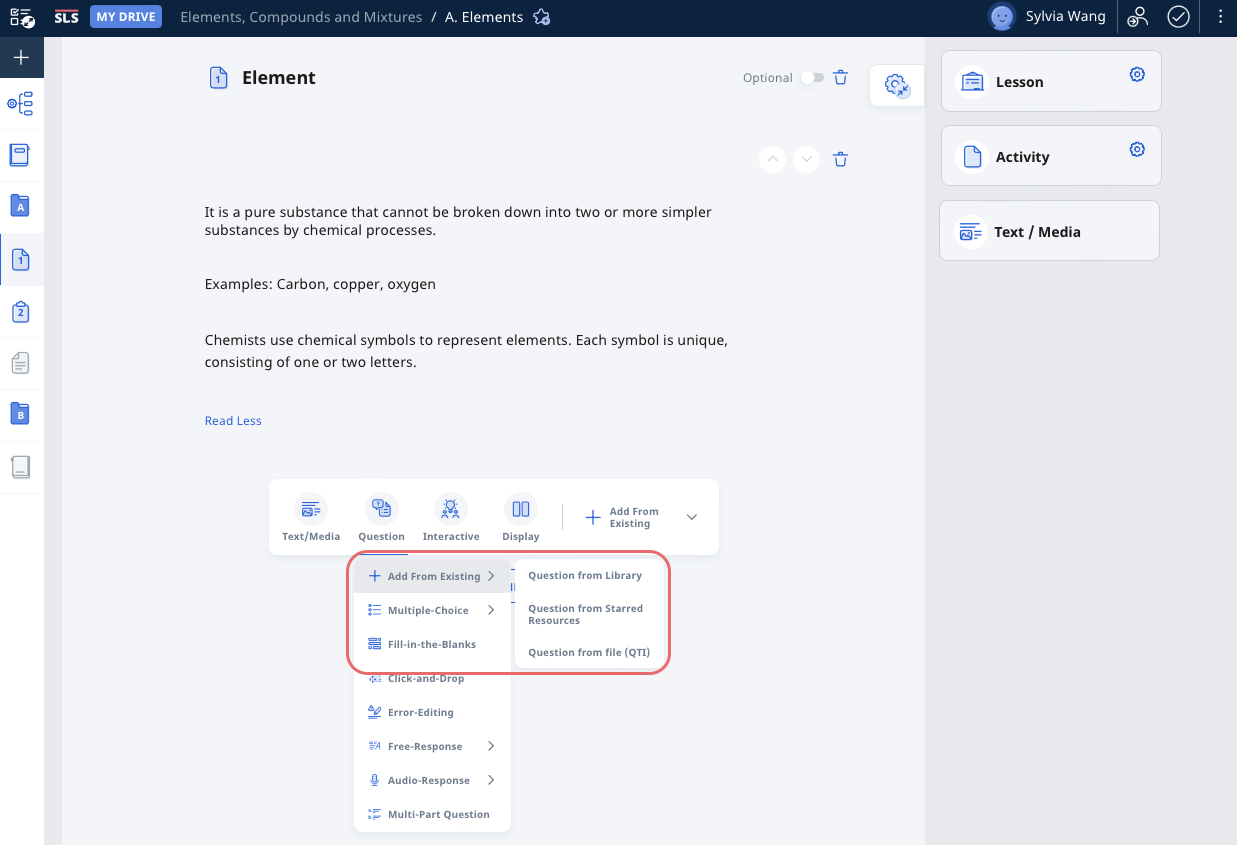 SLS
MY DRIVE
Elements, Compounds and Mixtures / A. Elements
Sylvia Wang
1
Element
Optional
Lesson
Activity
Text / Media
A
1
2
B
It is a pure substance that cannot be broken down into two or more simpler
substances by chemical processes.
Examples: Carbon, copper, oxygen
Chemists use chemical symbols to represent elements. Each symbol is unique,
consisting of one or two letters.
Read Less
Text/Media
Question
Interactive
Display
Add From
Existing
Add From Existing
Multiple-Choice
Fill-in-the-Blanks
Click-and-Drop
Error-Editing
Free-Response
Audio-Response
Multi-Part Question
Question from Library
Question from Starred
Resources
Question from file (QTI)